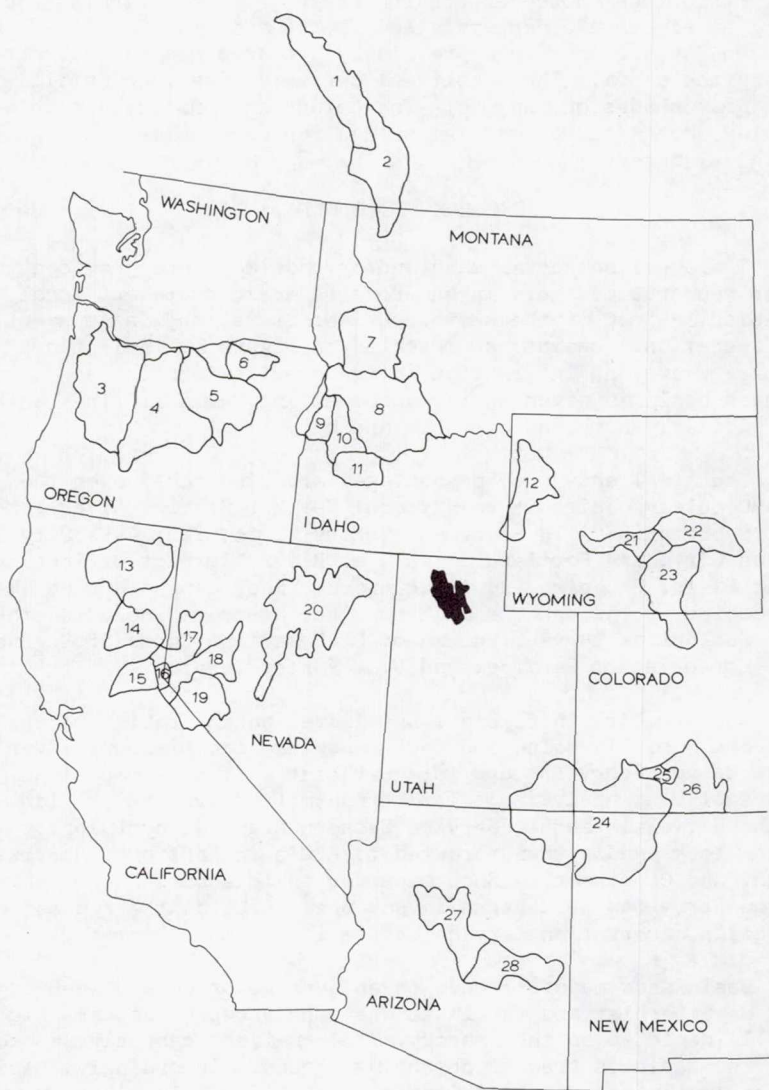 1
2
WASHINGTON
MONTANA
7
6
3
4
5
8
9
10
11
12
OREGON
IDAHO
21
22
23
WYOMING
13
20
14
17
18
16
15
19
COLORADO
NEVADA
25
26
UTAH
24
CALIFORNIA
27
28
ARIZONA
NEW MEXICO